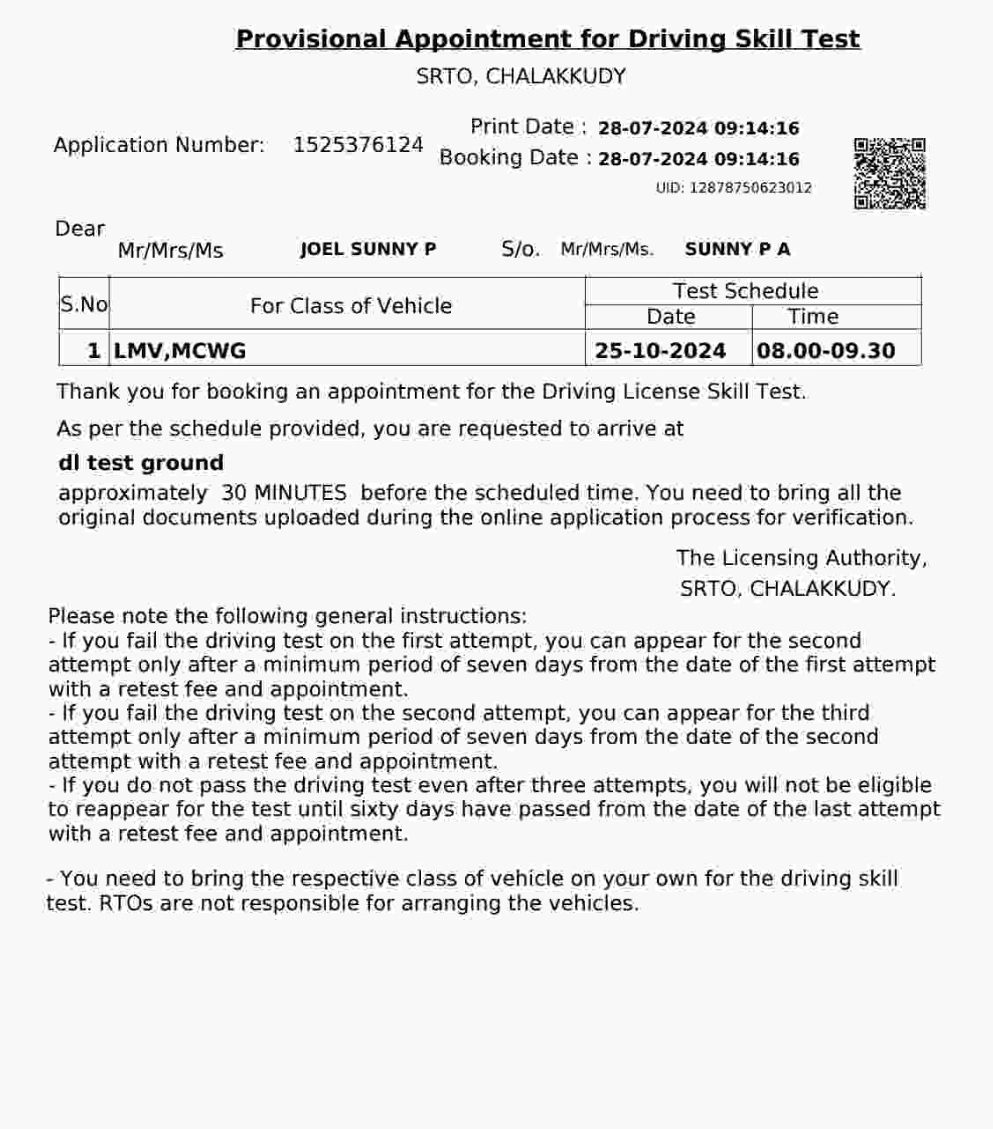 Provisional Appointment for Driving Skill Test
SRTO, CHALAKKUDY
Print Date : 28-07-2024 09:14:16
Application Number: 1525376124
Booking Date : 28-07-2024 09:14:16
UID: 12878750623012
Dear
Mr/Mrs/Ms JOEL SUNNY P S/o. Mr/Mrs/Ms. SUNNY P A
S.No For Class of Vehicle Test Schedule
Date Time
1 LMV,MCWG 25-10-2024 08.00-09.30
Thank you for booking an appointment for the Driving License Skill Test.
As per the schedule provided, you are requested to arrive at
dl test ground
approximately 30 MINUTES before the scheduled time. You need to bring all the
original documents uploaded during the online application process for verification.
The Licensing Authority,
SRTO, CHALAKKUDY.
Please note the following general instructions:
- If you fail the driving test on the first attempt, you can appear for the second
attempt only after a minimum period of seven days from the date of the first attempt
with a retest fee and appointment.
- If you fail the driving test on the second attempt, you can appear for the third
attempt only after a minimum period of seven days from the date of the second
attempt with a retest fee and appointment.
- If you do not pass the driving test even after three attempts, you will not be eligible
to reappear for the test until sixty days have passed from the date of the last attempt
with a retest fee and appointment.
- You need to bring the respective class of vehicle on your own for the driving skill
test. RTOs are not responsible for arranging the vehicles.